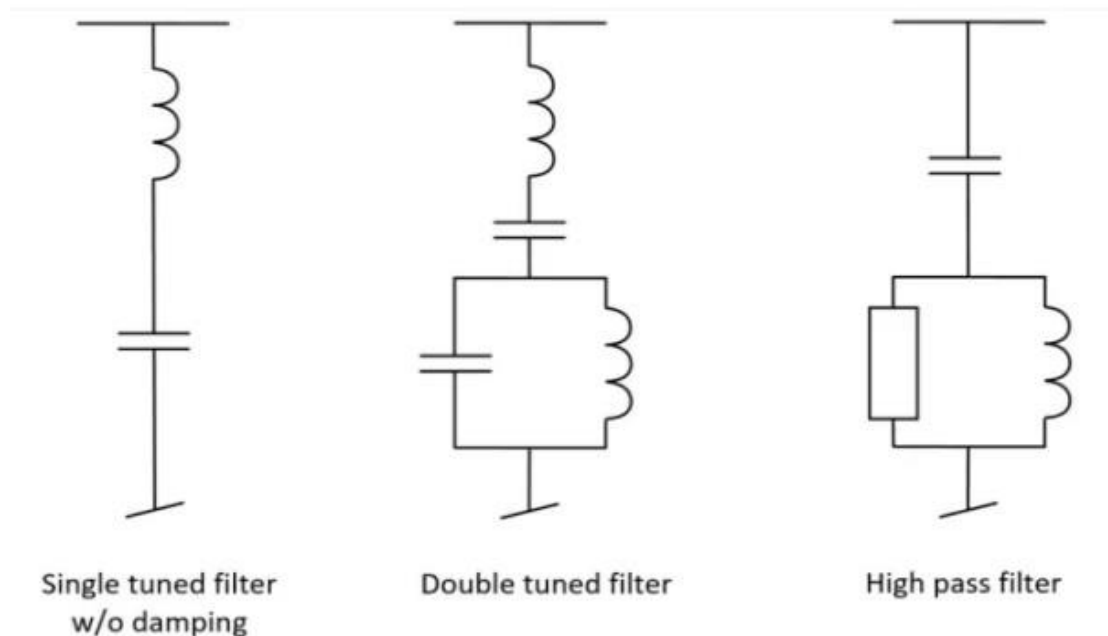 Single tuned filter
w/o damping
Double tuned filter
High pass filter